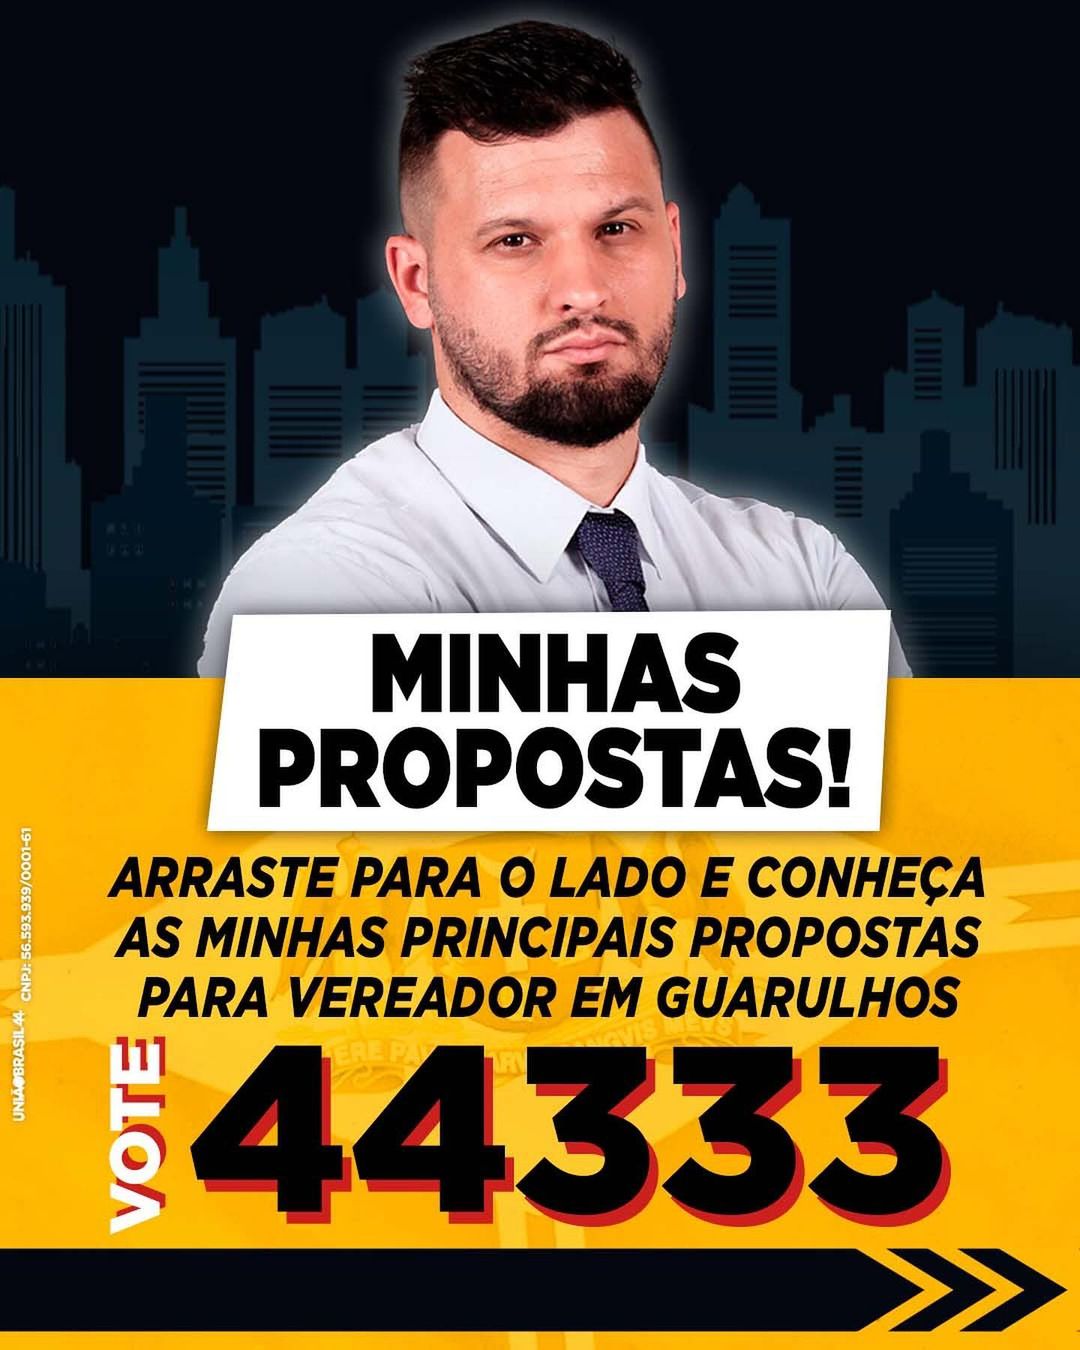 MINHAS
PROPOSTAS!
ARRASTE PARA O LADO E CONHEÇA
AS MINHAS PRINCIPAIS PROPOSTAS
PARA VEREADOR EM GUARULHOS
VOTE
44333
UNIÃO BRASIL 44 CNPJ: 56.593.939/0001-61